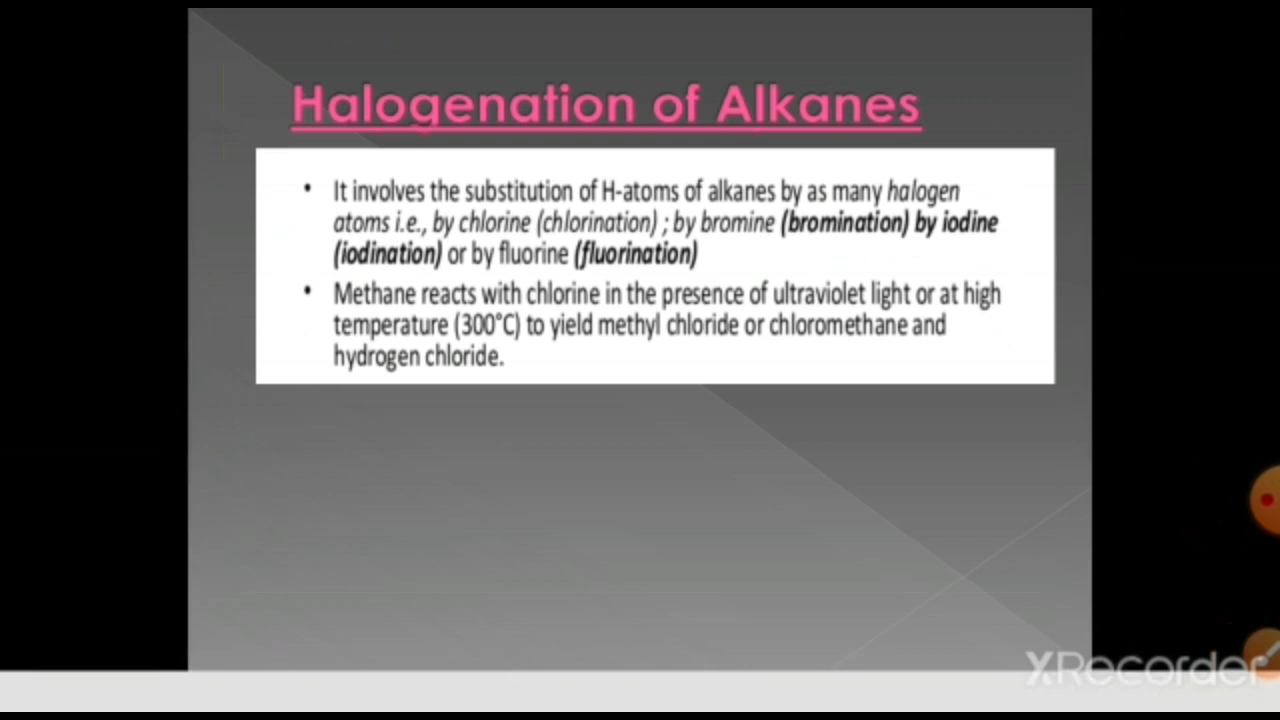 Halogenation of Alkanes
• It involves the substitution of H-atoms of alkanes by as many halogen
atoms i.e., by chlorine (chlorination) ; by bromine (bromination) by iodine
(iodination) or by fluorine (fluorination)
• Methane reacts with chlorine in the presence of ultraviolet light or at high
temperature (300°C) to yield methyl chloride or chloromethane and
hydrogen chloride.
XRecorder